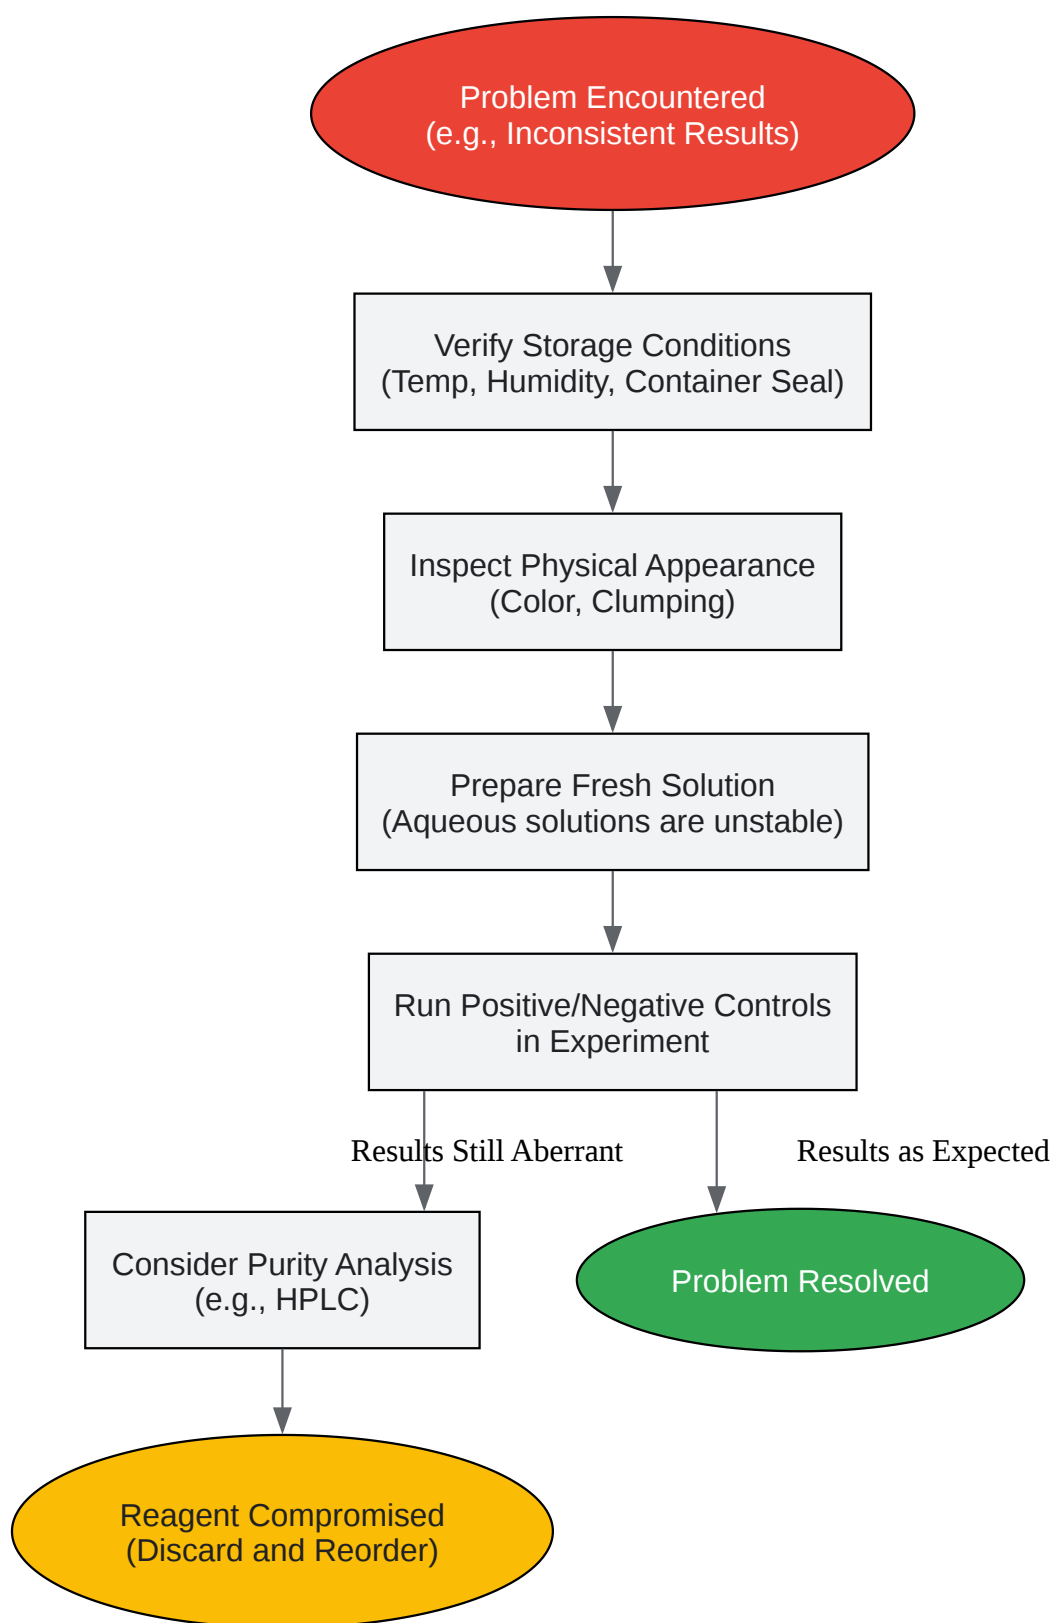 Problem Encountered
(e.g., Inconsistent Results)
Verify Storage Conditions
(Temp, Humidity, Container Seal)
Inspect Physical Appearance
(Color, Clumping)
Prepare Fresh Solution
(Aqueous solutions are unstable)
Run Positive/Negative Controls
in Experiment
Results Still Aberrant
Results as Expected
Consider Purity Analysis
(e.g., HPLC)
Problem Resolved
Reagent Compromised
(Discard and Reorder)